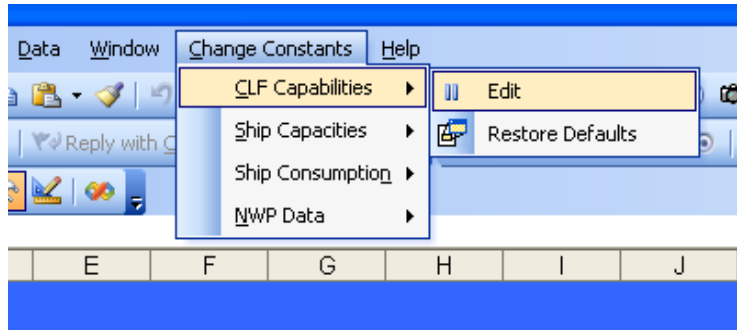 Data Window Change Constants Help
CLF Capabilities Edit
Ship Capacities Restore Defaults
Reply with C
Ship Consumption
NWP Data
E F G H I J